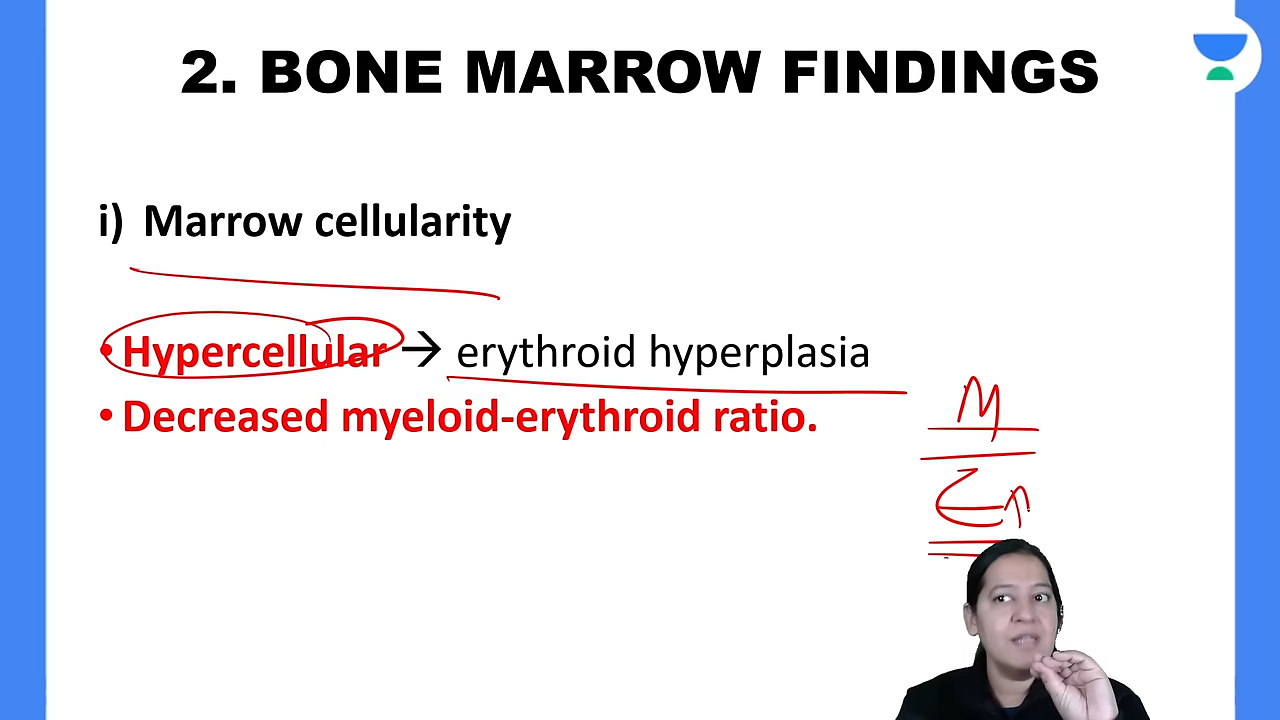 2. BONE MARROW FINDINGS
i) Marrow cellularity
• Hypercellular → erythroid hyperplasia
• Decreased myeloid-erythroid ratio.
M
Er